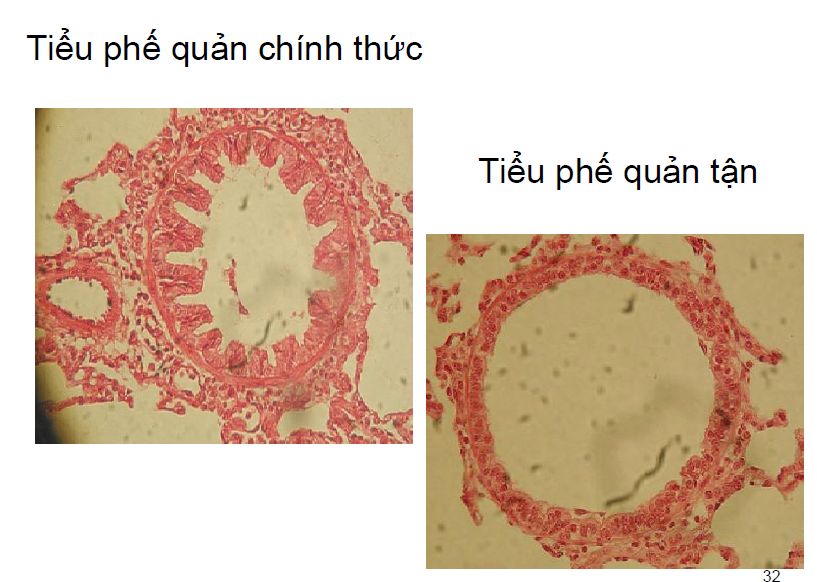 Tiểu phế quản chính thức
Tiểu phế quản tận
32